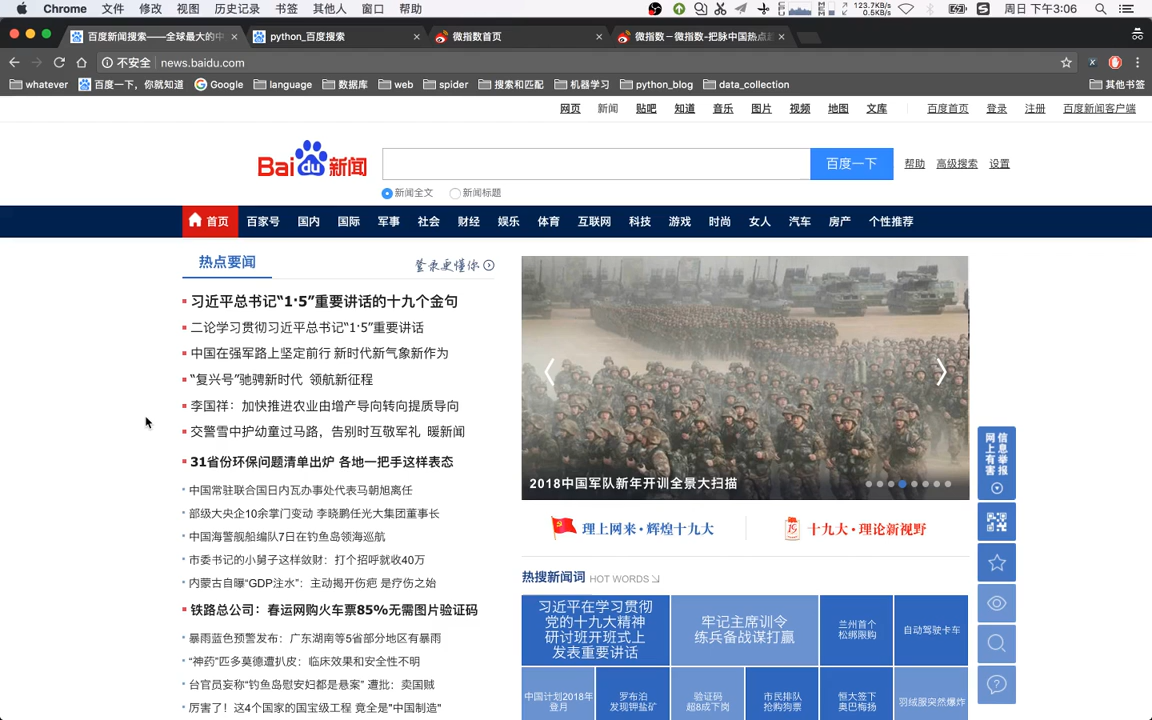 Chrome 文件 修改 视图 历史记录 书签 其他人 窗口 帮助 123.7KB/s 0.5KB/s 周日 下午3:06
百度新闻搜索——全球最大的中 python_百度搜索 微指数首页 微指数－微指数-把脉中国热点趋
不安全 news.baidu.com
whatever 百度一下，你就知道 Google language 数据库 web spider 搜索和匹配 机器学习 python_blog data_collection 其他书签
网页 新闻 贴吧 知道 音乐 图片 视频 地图 文库 百度首页 登录 注册 百度新闻客户端
Bai du 新闻 百度一下 帮助 高级搜索 设置
新闻全文 新闻标题
首页 百家号 国内 国际 军事 社会 财经 娱乐 体育 互联网 科技 游戏 时尚 女人 汽车 房产 个性推荐
热点要闻 登录更懂你
习近平总书记“1·5”重要讲话的十九个金句
二论学习贯彻习近平总书记“1·5”重要讲话
中国在强军路上坚定前行 新时代新气象新作为
“复兴号”驰骋新时代 领航新征程
李国祥：加快推进农业由增产导向转向提质导向
交警雪中护幼童过马路，告别时互敬军礼 暖新闻
31省份环保问题清单出炉 各地一把手这样表态
中国常驻联合国日内瓦办事处代表马朝旭离任
部级大央企10余掌门变动 李晓鹏任光大集团董事长
中国海警舰船编队7日在钓鱼岛领海巡航
市委书记的小舅子这样敛财：打个招呼就收40万
内蒙古自曝“GDP注水”：主动揭开伤疤 是疗伤之始
铁路总公司：春运网购火车票85%无需图片验证码
暴雨蓝色预警发布：广东湖南等5省部分地区有暴雨
“神药”匹多莫德遭扒皮：临床效果和安全性不明
台官员妄称“钓鱼岛慰安妇都是悬案” 遭批：卖国贼
厉害了！这4个国家的国宝级工程 竟全是"中国制造"
2018中国军队新年开训全景大扫描
理上网来·辉煌十九大 十九大·理论新视野
热搜新闻词 HOT WORDS
习近平在学习贯彻
党的十九大精神
研讨班开班式上
发表重要讲话
牢记主席训令
练兵备战谋打赢
兰州首个
松绑限购
自动驾驶卡车
中国计划2018年
登月
罗布泊
发现钾盐矿
验证码
超8成下岗
市民排队
抢购狗票
恒大签下
奥巴梅扬
羽绒服突然爆炸
网上有害
信息举报